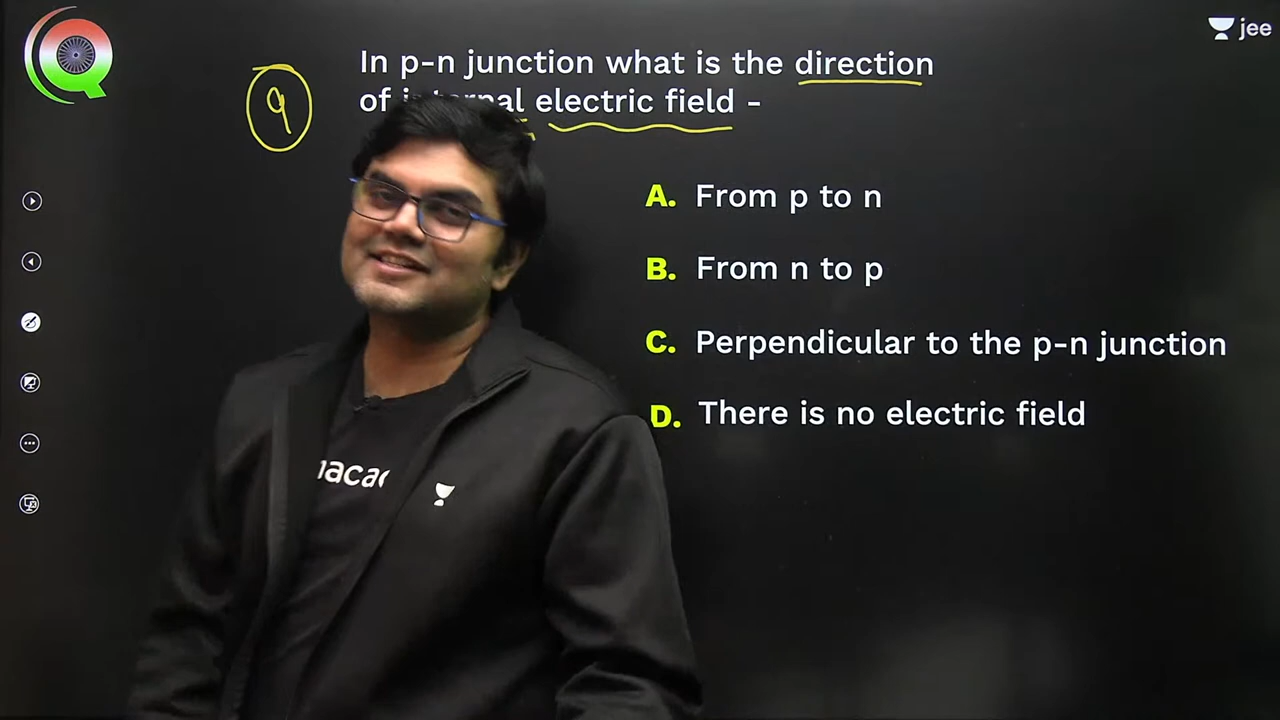 jee
In p-n junction what is the direction
9
of electric field -
A. From p to n
B. From n to p
C. Perpendicular to the p-n junction
D. There is no electric field